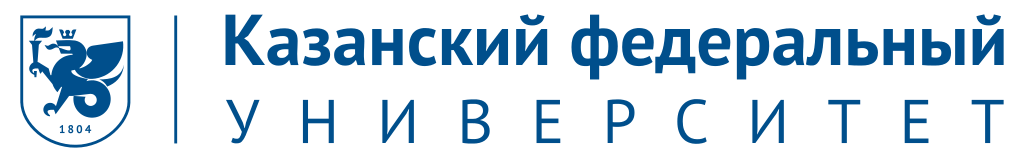 1804
Казанский федеральный
УНИВЕРСИТЕТ